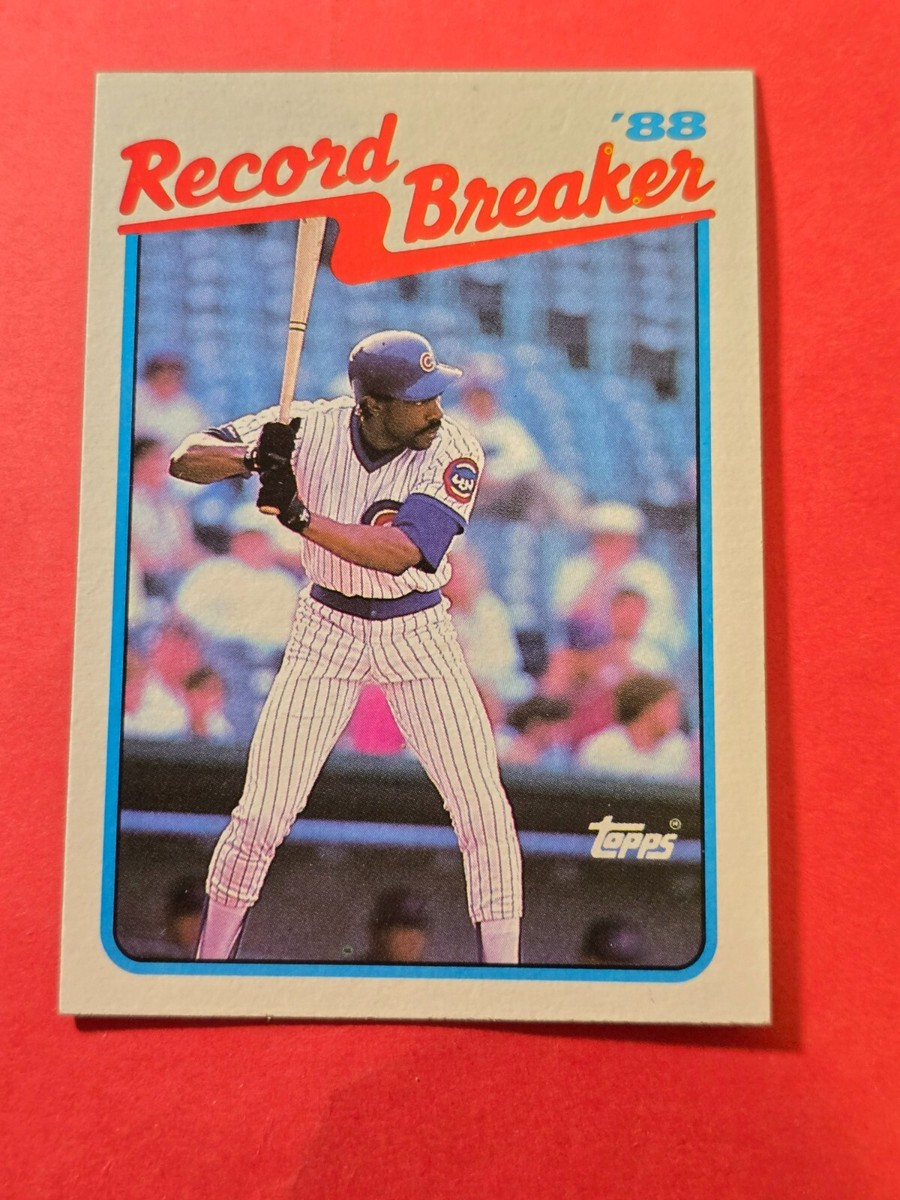 '88
Record
Breaker
C
topps